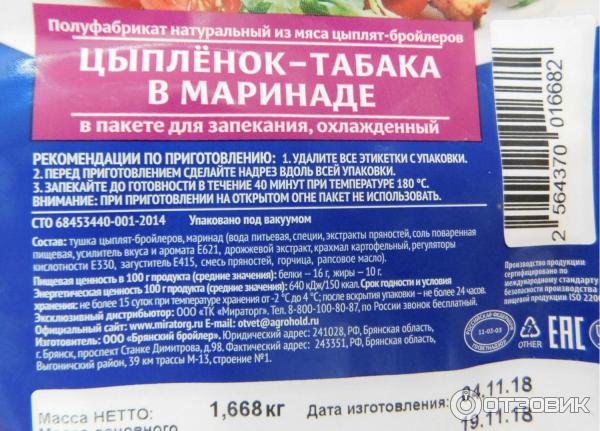 Полуфабрикат натуральный из мяса цыплят-бройлеров
ЦЫПЛЁНОК–ТАБАКА
В МАРИНАДЕ
в пакете для запекания, охлажденный
РЕКОМЕНДАЦИИ ПО ПРИГОТОВЛЕНИЮ: 1. УДАЛИТЕ ВСЕ ЭТИКЕТКИ С УПАКОВКИ.
2. ПЕРЕД ПРИГОТОВЛЕНИЕМ СДЕЛАЙТЕ НАДРЕЗ ВДОЛЬ ВСЕЙ УПАКОВКИ.
3. ЗАПЕКАЙТЕ ДО ГОТОВНОСТИ В ТЕЧЕНИЕ 40 МИНУТ ПРИ ТЕМПЕРАТУРЕ 180 °С.
ВНИМАНИЕ: ПРИ ПРИГОТОВЛЕНИИ НА ОТКРЫТОМ ОГНЕ ПАКЕТ НЕ ИСПОЛЬЗОВАТЬ.
СТО 68453440-001-2014 Упаковано под вакуумом
Состав: тушка цыплят-бройлеров, маринад (вода питьевая, специи, экстракты пряностей, соль поваренная
пищевая, усилитель вкуса и аромата Е621, дрожжевой экстракт, крахмал картофельный, регуляторы
кислотности Е330, загуститель Е415, смесь пряностей, горчица, рапсовое масло).
Пищевая ценность в 100 г продукта (средние значения): белки – 16 г, жиры – 10 г.
Энергетическая ценность 100 г продукта (средние значения): 640 кДж/150 ккал. Срок годности и условия
хранения: не более 15 суток при температуре хранения от -2 °С до 4 °С; после вскрытия упаковки – не более 24 часов.
Эксклюзивный дистрибьютор: ООО «ТК «Мираторг». Тел. 8-800-100-80-87, по России звонок бесплатный.
Официальный сайт: www.miratorg.ru E-mail: otvet@agrohold.ru
Изготовитель: ООО «Брянский бройлер». Юридический адрес: 241028, РФ, Брянская область,
г. Брянск, проспект Станке Димитрова, д.98. Фактический адрес: 243351, РФ, Брянская область,
Выгоничский район, 39 км трассы М-13, строение №1.
2 564370 016682
Производство продукции
сертифицировано по
международному стандарту
безопасности производства
пищевой продукции ISO 220
11-03-03
7
OTHER
ЕАС
Масса НЕТТО: 1,668 кг Дата изготовления: 04.11.18
19.11.18
ОТЗОВИК